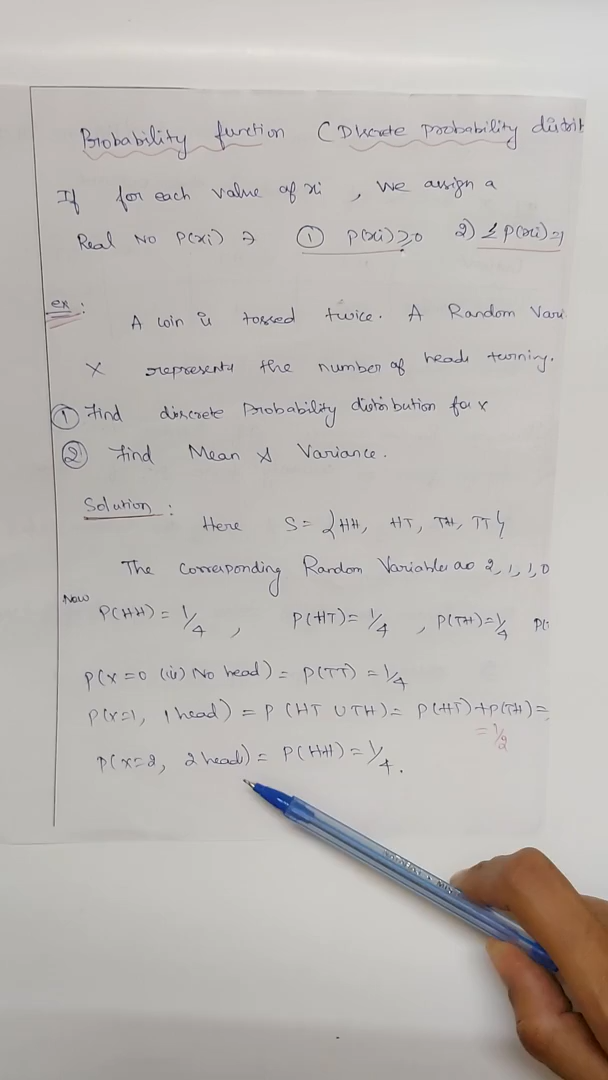 Probability function (Discrete probability distrib
If for each value of xi, we assign a
Real No P(xi) ∋ ① P(xi) ≥ 0 2) Σ P(xi) = 1
ex:
A coin is tossed twice. A Random Vari
X represents the number of heads turning.
① Find discrete Probability distribution for x
② Find Mean & Variance.
Solution:
Here S = {HH, HT, TH, TT}
The corresponding Random Variable as 2, 1, 1, 0
Now P(HH) = 1/4, P(HT) = 1/4, P(TH) = 1/4 P(T
P(x=0 (ie) No head) = P(TT) = 1/4
P(x=1, 1 head) = P(HT ∪ TH) = P(HT) + P(TH) =
= 1/2
P(x=2, 2 head) = P(HH) = 1/4.